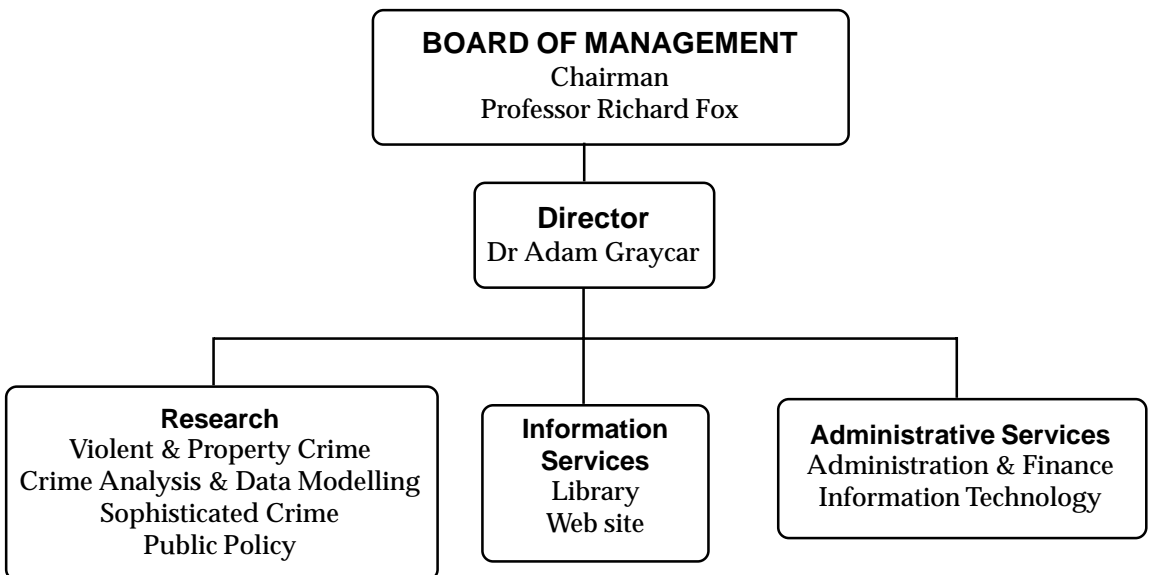 BOARD OF MANAGEMENT
Chairman
Professor Richard Fox
Director
Dr Adam Graycar
Research
Violent & Property Crime
Crime Analysis & Data Modelling
Sophisticated Crime
Public Policy
Information
Services
Library
Web site
Administrative Services
Administration & Finance
Information Technology